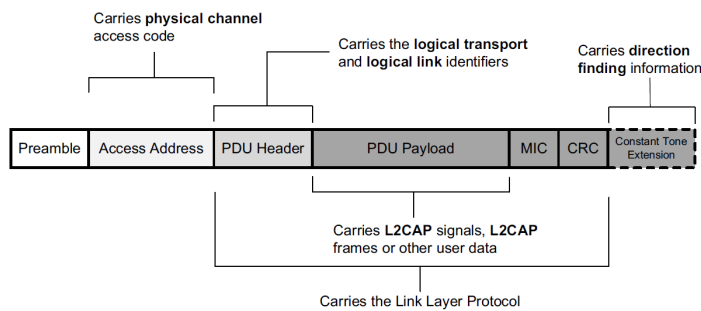 Carries physical channel
access code
Carries the logical transport
and logical link identifiers
Carries direction
finding information
Preamble
Access Address
PDU Header
PDU Payload
MIC
CRC
Constant Tone
Extension
Carries L2CAP signals, L2CAP
frames or other user data
Carries the Link Layer Protocol